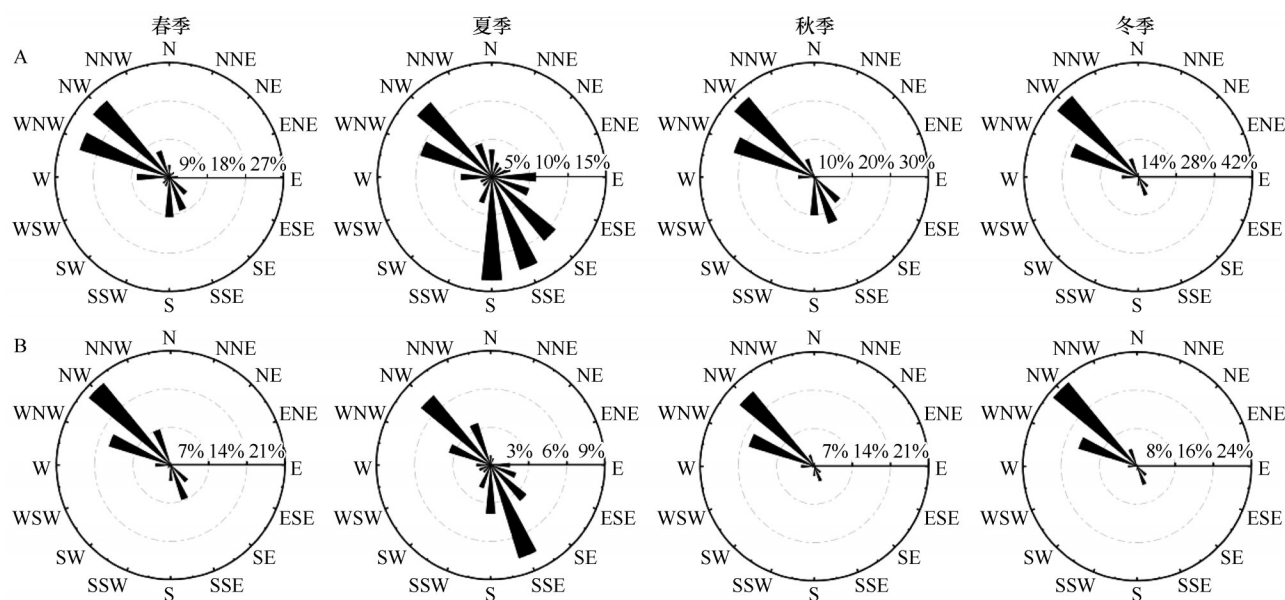 春季 夏季 秋季 冬季
A
N
NNW NNE
NW NE
WNW ENE
9% 18% 27%
W E
WSW ESE
SW SE
SSW SSE
S
N
NNW NNE
NW NE
WNW ENE
5% 10% 15%
W E
WSW ESE
SW SE
SSW SSE
S
N
NNW NNE
NW NE
WNW ENE
10% 20% 30%
W E
WSW ESE
SW SE
SSW SSE
S
N
NNW NNE
NW NE
WNW ENE
14% 28% 42%
W E
WSW ESE
SW SE
SSW SSE
S
B
N
NNW NNE
NW NE
WNW ENE
7% 14% 21%
W E
WSW ESE
SW SE
SSW SSE
S
N
NNW NNE
NW NE
WNW ENE
3% 6% 9%
W E
WSW ESE
SW SE
SSW SSE
S
N
NNW NNE
NW NE
WNW ENE
7% 14% 21%
W E
WSW ESE
SW SE
SSW SSE
S
N
NNW NNE
NW NE
WNW ENE
8% 16% 24%
W E
WSW ESE
SW SE
SSW SSE
S